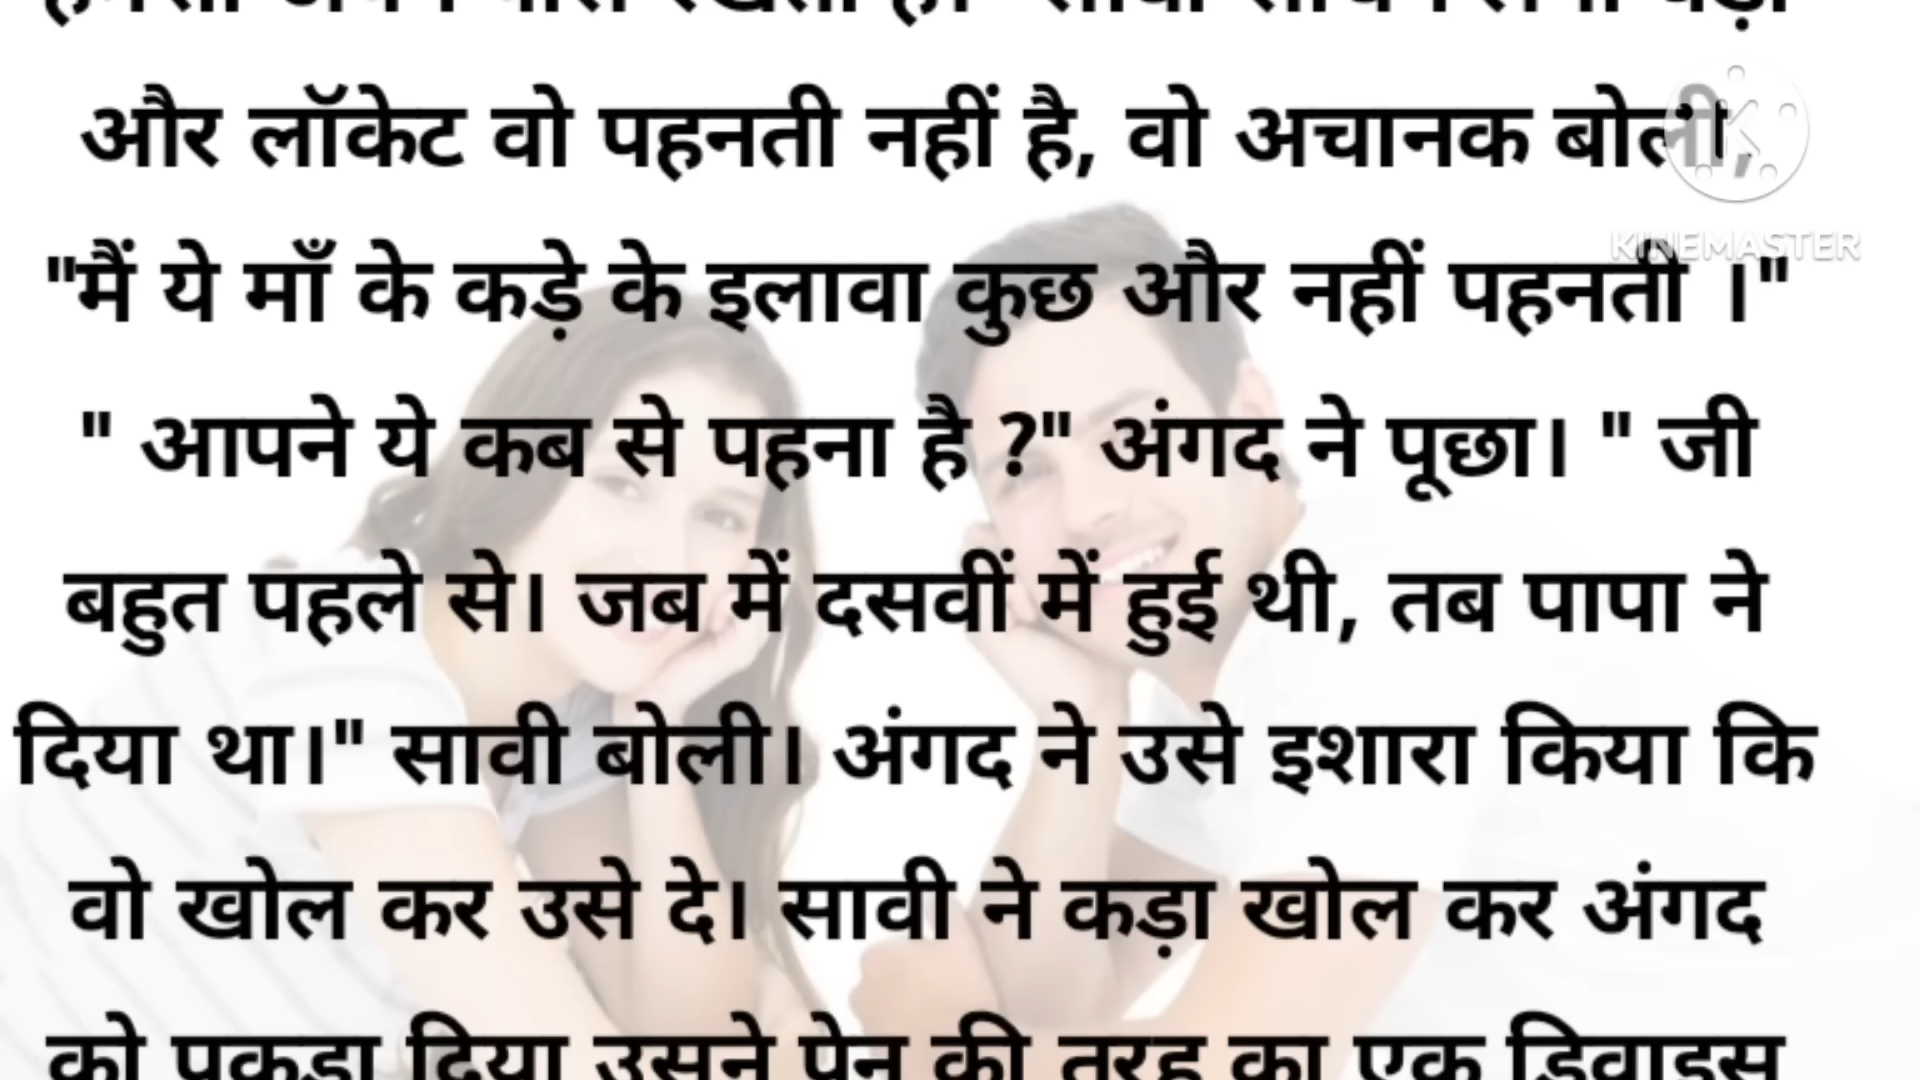 और लॉकेट वो पहनती नहीं है, वो अचानक बोली,
"मैं ये माँ के कड़े के इलावा कुछ और नहीं पहनती ।"
" आपने ये कब से पहना है ?" अंगद ने पूछा। " जी
बहुत पहले से। जब में दसवीं में हुई थी, तब पापा ने
दिया था।" सावी बोली। अंगद ने उसे इशारा किया कि
वो खोल कर उसे दे। सावी ने कड़ा खोल कर अंगद
को पकड़ा दिया उसने पेन की तरह का एक डिवाइस
KINEMASTER